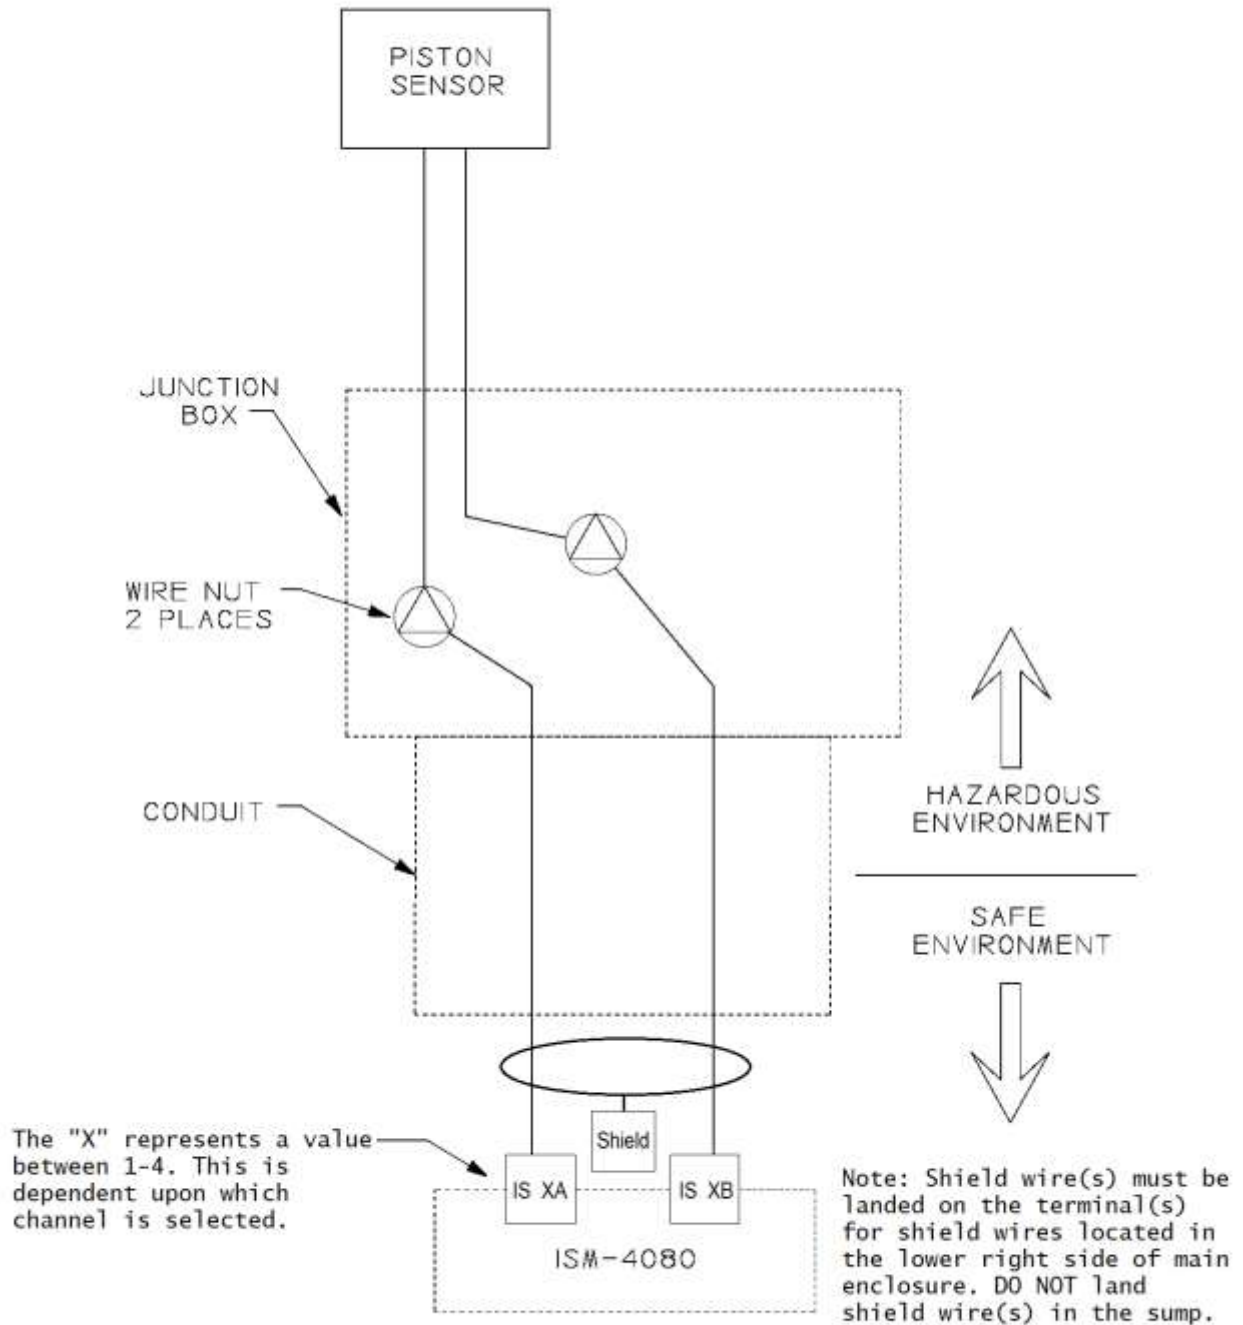 PISTON
SENSOR
JUNCTION
BOX
WIRE NUT
2 PLACES
CONDUIT
HAZARDOUS
ENVIRONMENT
SAFE
ENVIRONMENT
Shield
The "X" represents a value
between 1-4. This is
dependent upon which
channel is selected.
IS XA
IS XB
ISM-4080
Note: Shield wire(s) must be
landed on the terminal(s)
for shield wires located in
the lower right side of main
enclosure. DO NOT land
shield wire(s) in the sump.